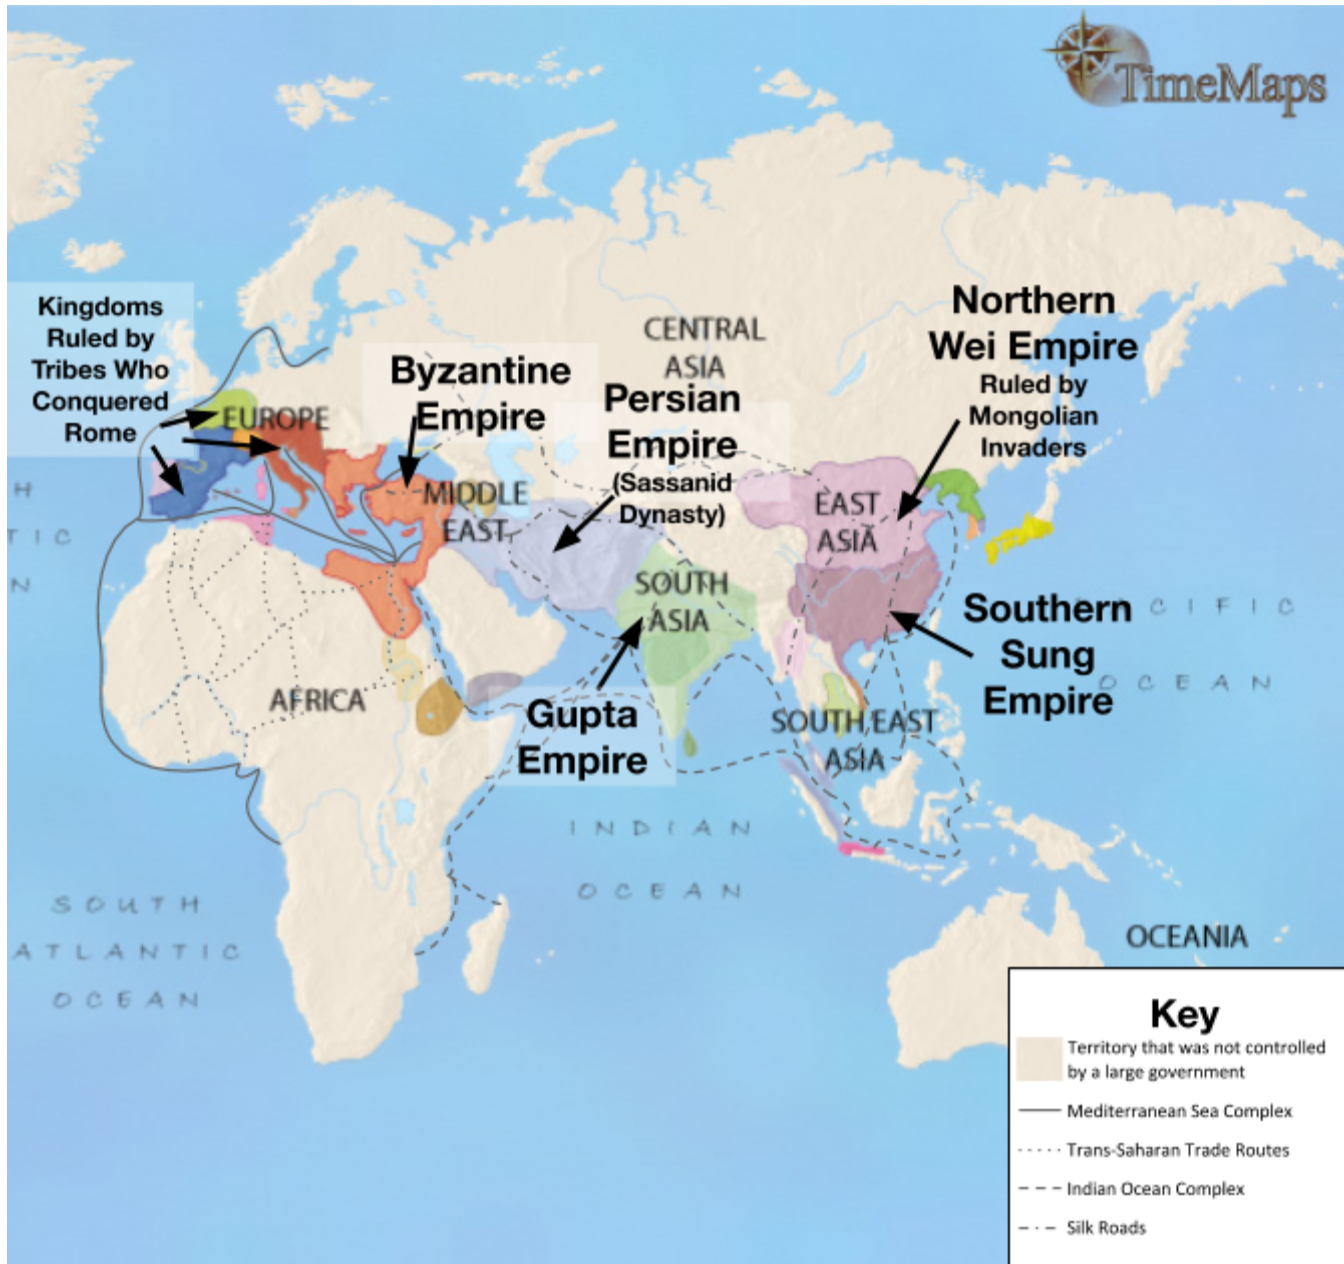 TimeMaps
Kingdoms
Ruled by
Tribes Who
Conquered
Rome
EUROPE
Byzantine
Empire
CENTRAL
ASIA
Persian
Empire
(Sassanid
Dynasty)
Northern
Wei Empire
Ruled by
Mongolian
Invaders
MIDDLE
EAST
EAST
ASIA
H
TIC
N
SOUTH
ASIA
Southern
Sung
Empire
CIFIC
OCEAN
AFRICA
Gupta
Empire
SOUTH EAST
ASIA
INDIAN
OCEAN
SOUTH
ATLANTIC
OCEAN
OCEANIA
Key
Territory that was not controlled
by a large government
Mediterranean Sea Complex
Trans-Saharan Trade Routes
Indian Ocean Complex
Silk Roads